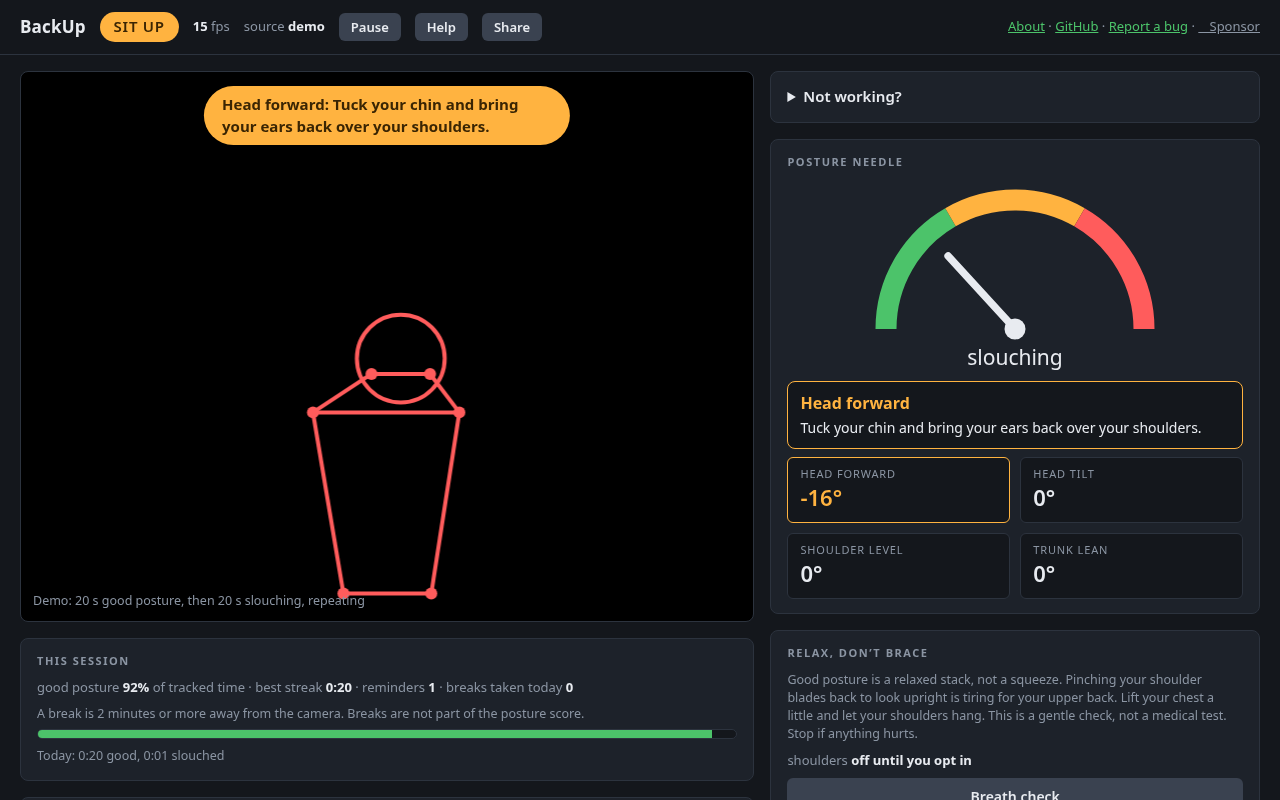 BackUp SIT UP 15 fps source demo Pause Help Share About · GitHub · Report a bug · Sponsor
Head forward: Tuck your chin and bring
your ears back over your shoulders.
Demo: 20 s good posture, then 20 s slouching, repeating
THIS SESSION
good posture 92% of tracked time · best streak 0:20 · reminders 1 · breaks taken today 0
A break is 2 minutes or more away from the camera. Breaks are not part of the posture score.
Today: 0:20 good, 0:01 slouched
Not working?
POSTURE NEEDLE
slouching
Head forward
Tuck your chin and bring your ears back over your shoulders.
HEAD FORWARD
-16°
HEAD TILT
0°
SHOULDER LEVEL
0°
TRUNK LEAN
0°
RELAX, DON'T BRACE
Good posture is a relaxed stack, not a squeeze. Pinching your shoulder
blades back to look upright is tiring for your upper back. Lift your chest a
little and let your shoulders hang. This is a gentle check, not a medical test.
Stop if anything hurts.
shoulders off until you opt in
Breath check